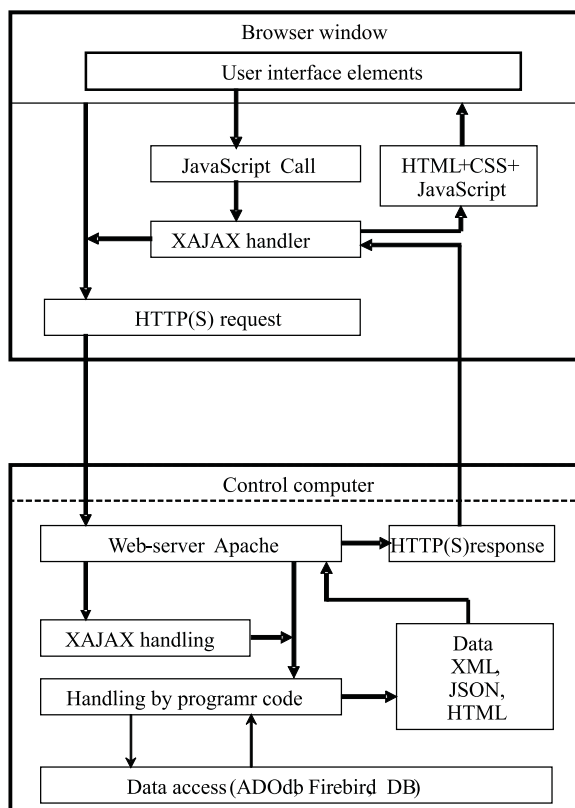 Browser window
User interface elements
JavaScript Call
HTML+CSS+
JavaScript
XAJAX handler
HTTP(S) request
Control computer
Web-server Apache
HTTP(S)response
XAJAX handling
Data
XML,
JSON,
HTML
Handling by programr code
Data access (ADOdb, Firebird, DB)